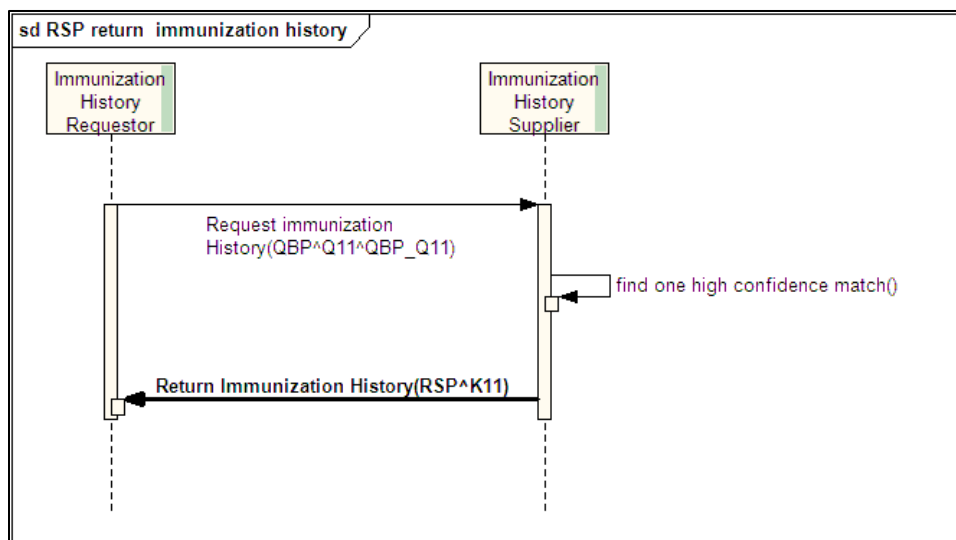 sd RSP return  immunization history
Immunization
History
Requestor
Immunization
History
Supplier
Request immunization
History(QBP^Q11^QBP_Q11)
find one high confidence match()
Return Immunization History(RSP^K11)